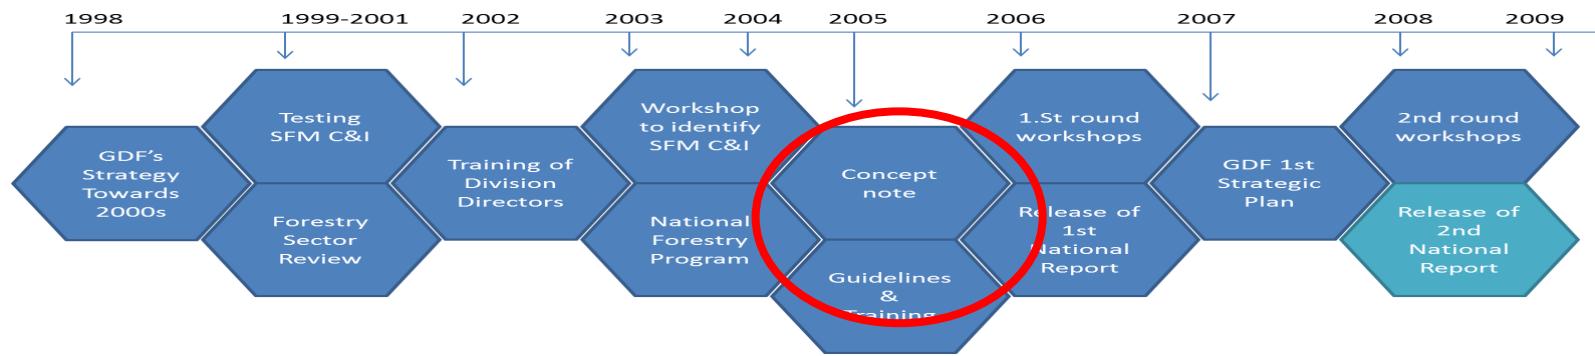 1998
1999-2001
2002
2003
2004
2005
2006
2007
2008
2009
GDF's
Strategy
Towards
2000s
Testing
SFM C&I
Forestry
Sector
Review
Training of
Division
Directors
Workshop
to identify
SFM C&I
National
Forestry
Program
Concept
note
Guidelines
&
Training
1.St round
workshops
Release of
1st
National
Report
GDF 1st
Strategic
Plan
2nd round
workshops
Release of
2nd
National
Report